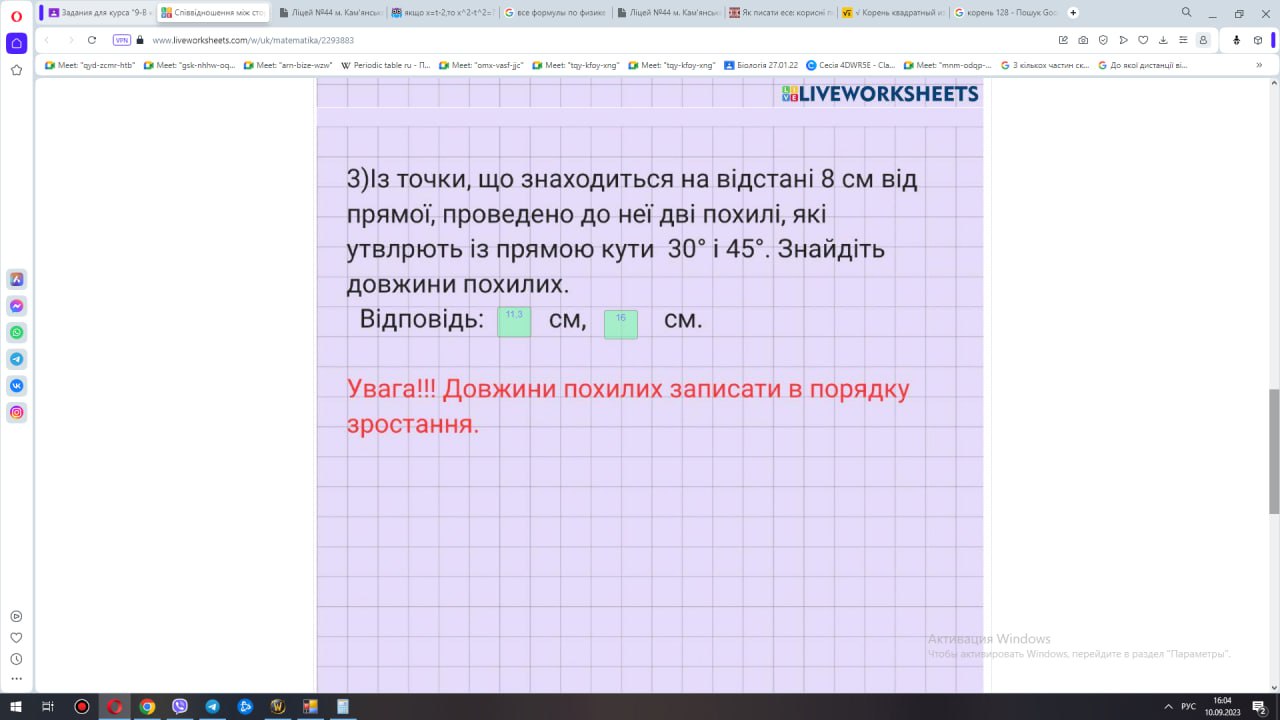 Задания для курса "9-В к
Співвідношення між стор
Ліцей №44 м. Кам'янськ
якщо x=t-2,то x^2-t-2=
все формулы по физике
Ліцей №44 м. Кам'янськ
Як писати есе: корисні п
Корень квадратный из
корень 128 - Пошук Goo
VPN
www.liveworksheets.com/w/uk/matematika/2293883
Meet: "qyd-zcmr-htb"
Meet: "gsk-nhhw-oq...
Meet: "arn-bize-wzw"
Periodic table ru - П...
Meet: "omx-vasf-jjc"
Meet: "tqy-kfoy-xng"
Meet: "tqy-kfoy-xng"
Біологія 27.01.22
Сесія 4DWR5E - Cla...
Meet: "mnm-odqp-...
З кількох частин ск...
До якої дистанції ві...
LIVEWORKSHEETS
3)Із точки, що знаходиться на відстані 8 см від
прямої, проведено до неї дві похилі, які
утвлрють із прямою кути 30° і 45°. Знайдіть
довжини похилих.
Відповідь: 11.3 см, 16 см.
Увага!!! Довжини похилих записати в порядку
зростання.
Активация Windows
Чтобы активировать Windows, перейдите в раздел "Параметры".
РУС
16:04
10.09.2023